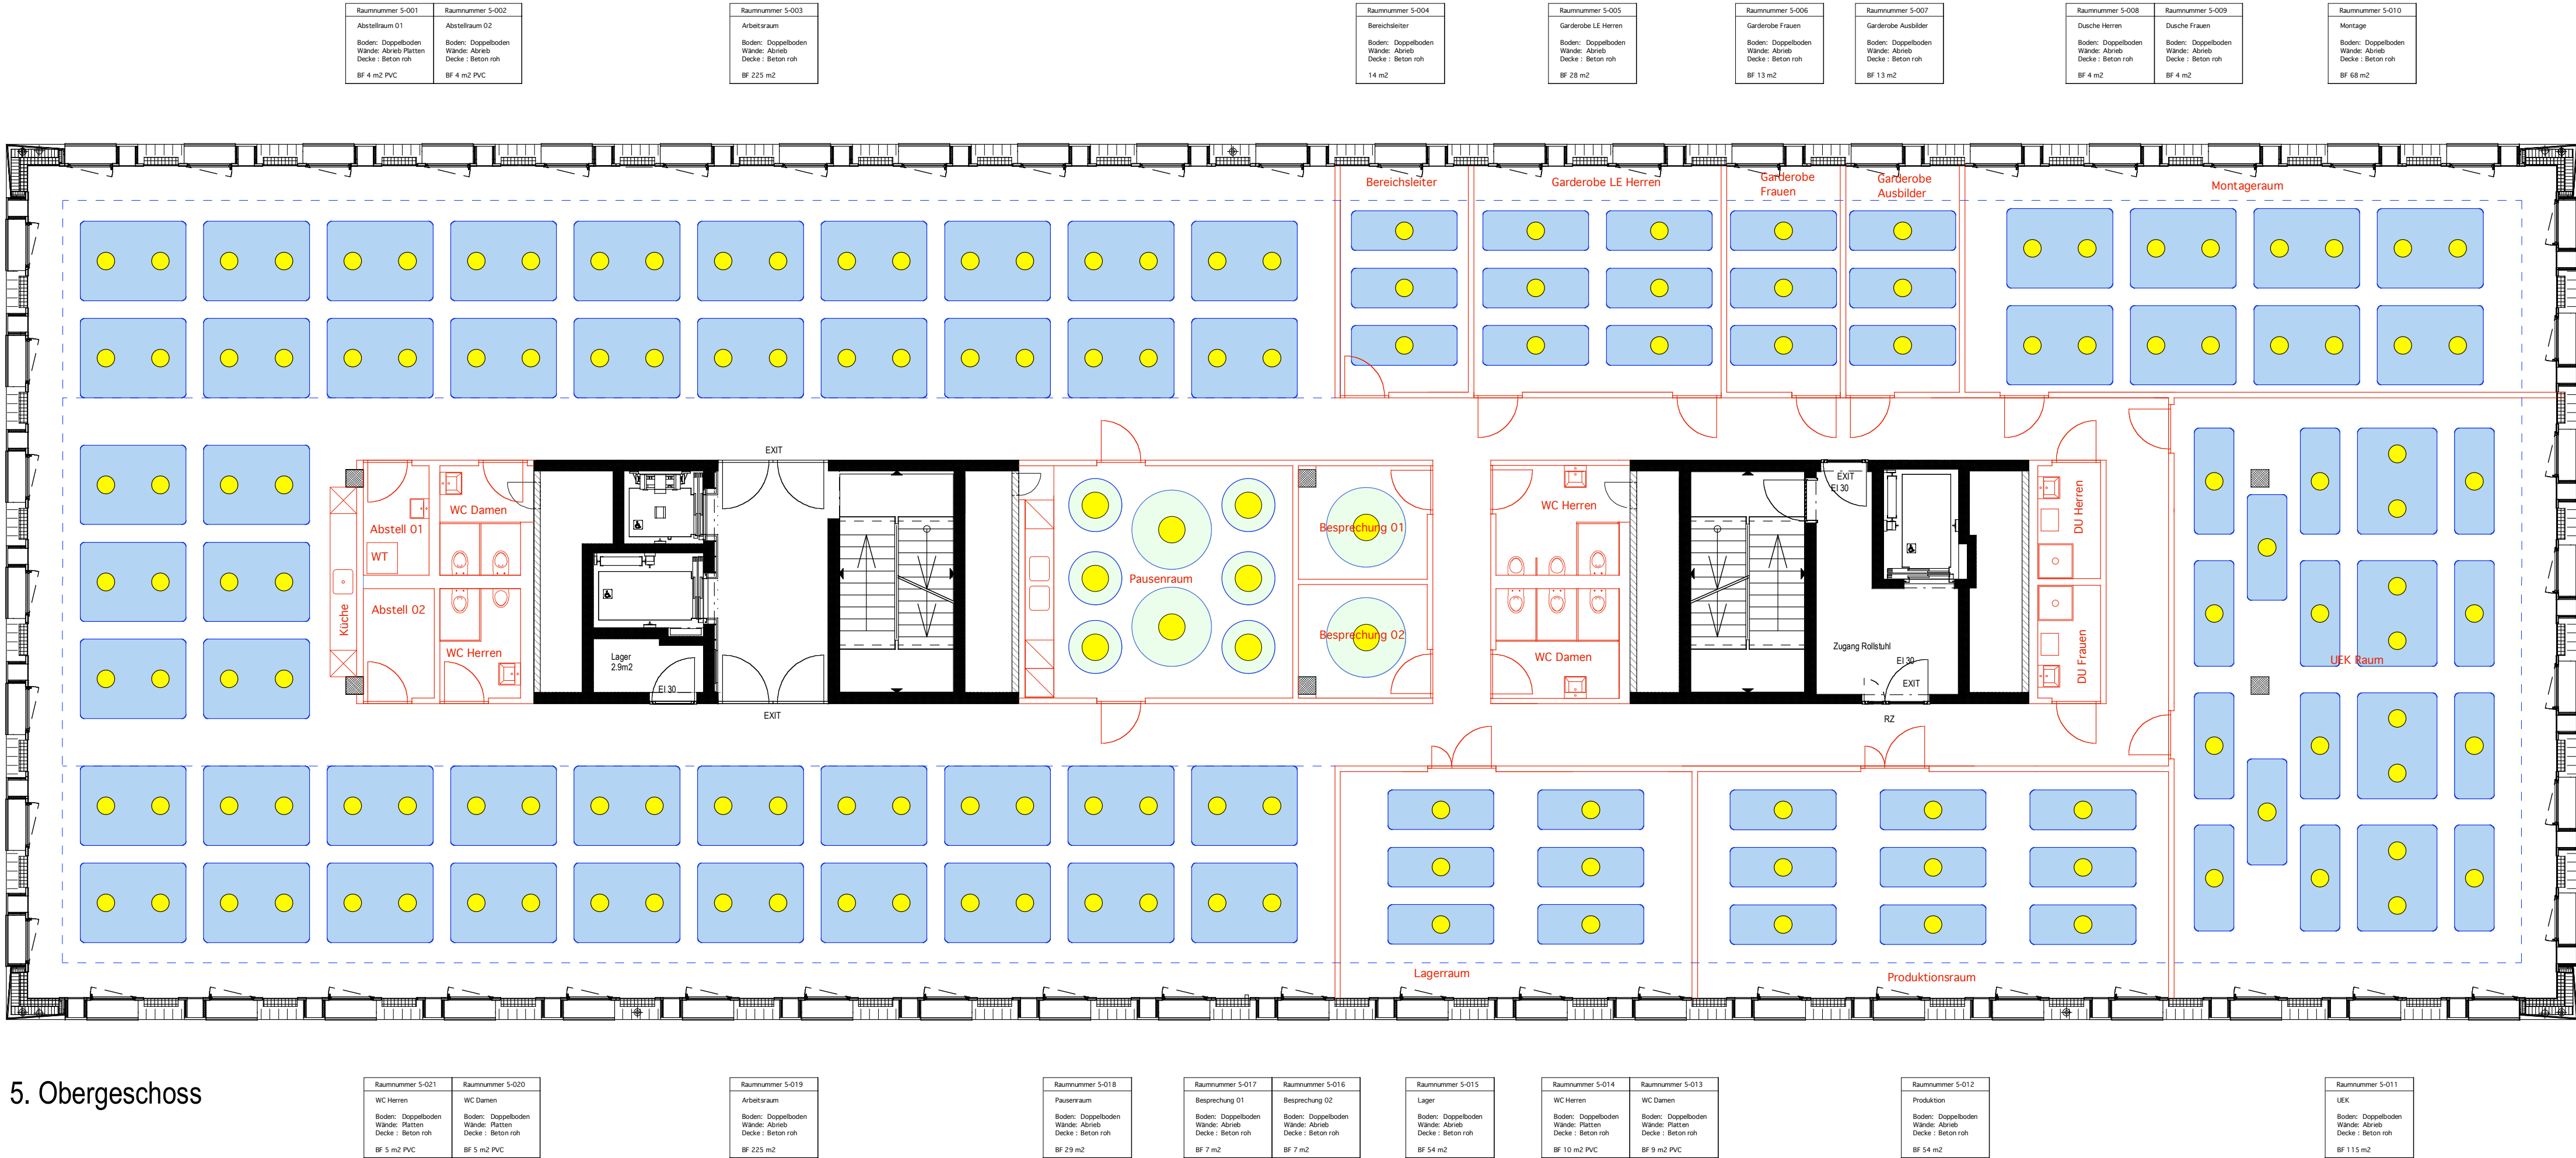 Raumnummer 5-001
Abstellraum 01
Boden: Doppelboden
Wände: Abrieb Platten
Decke : Beton roh
BF 4 m2 PVC
Raumnummer 5-002
Abstellraum 02
Boden: Doppelboden
Wände: Abrieb
Decke : Beton roh
BF 4 m2 PVC
Raumnummer 5-003
Arbeitsraum
Boden: Doppelboden
Wände: Abrieb
Decke : Beton roh
BF 225 m2
Raumnummer 5-004
Bereichsleiter
Boden: Doppelboden
Wände: Abrieb
Decke : Beton roh
14 m2
Raumnummer 5-005
Garderobe LE Herren
Boden: Doppelboden
Wände: Abrieb
Decke : Beton roh
BF 28 m2
Raumnummer 5-006
Garderobe Frauen
Boden: Doppelboden
Wände: Abrieb
Decke : Beton roh
BF 13 m2
Raumnummer 5-007
Garderobe Ausbilder
Boden: Doppelboden
Wände: Abrieb
Decke : Beton roh
BF 13 m2
Raumnummer 5-008
Dusche Herren
Boden: Doppelboden
Wände: Abrieb
Decke : Beton roh
BF 4 m2
Raumnummer 5-009
Dusche Frauen
Boden: Doppelboden
Wände: Abrieb
Decke : Beton roh
BF 4 m2
Raumnummer 5-010
Montage
Boden: Doppelboden
Wände: Abrieb
Decke : Beton roh
BF 68 m2
Bereichsleiter
Garderobe LE Herren
Garderobe
Frauen
Garderobe
Ausbilder
Montageraum
EXIT
Abstell 01
WT
WC Damen
Küche
Abstell 02
WC Herren
Lager
2.9m2
EI 30
EXIT
Pausenraum
Besprechung 01
Besprechung 02
WC Herren
WC Damen
EXIT
EI 30
Zugang Rollstuhl
EI 30
EXIT
RZ
DU Herren
DU Frauen
UEK Raum
Lagerraum
Produktionsraum
5. Obergeschoss
Raumnummer 5-021
WC Herren
Boden: Doppelboden
Wände: Platten
Decke : Beton roh
BF 5 m2 PVC
Raumnummer 5-020
WC Damen
Boden: Doppelboden
Wände: Platten
Decke : Beton roh
BF 5 m2 PVC
Raumnummer 5-019
Arbeitsraum
Boden: Doppelboden
Wände: Abrieb
Decke : Beton roh
BF 225 m2
Raumnummer 5-018
Pausenraum
Boden: Doppelboden
Wände: Abrieb
Decke : Beton roh
BF 29 m2
Raumnummer 5-017
Besprechung 01
Boden: Doppelboden
Wände: Abrieb
Decke : Beton roh
BF 7 m2
Raumnummer 5-016
Besprechung 02
Boden: Doppelboden
Wände: Abrieb
Decke : Beton roh
BF 7 m2
Raumnummer 5-015
Lager
Boden: Doppelboden
Wände: Abrieb
Decke : Beton roh
BF 54 m2
Raumnummer 5-014
WC Herren
Boden: Doppelboden
Wände: Platten
Decke : Beton roh
BF 10 m2 PVC
Raumnummer 5-013
WC Damen
Boden: Doppelboden
Wände: Platten
Decke : Beton roh
BF 9 m2 PVC
Raumnummer 5-012
Produktion
Boden: Doppelboden
Wände: Abrieb
Decke : Beton roh
BF 54 m2
Raumnummer 5-011
UEK
Boden: Doppelboden
Wände: Abrieb
Decke : Beton roh
BF 115 m2